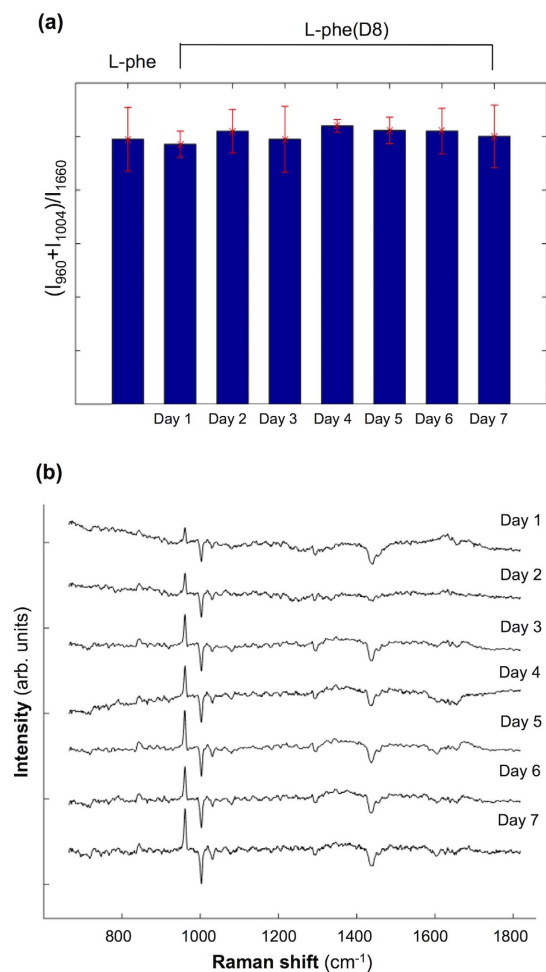 (a)
L-phe(D8)
L-phe
(I960+I1004)/I1660
Day 1 Day 2 Day 3 Day 4 Day 5 Day 6 Day 7
(b)
Day 1
Day 2
Day 3
Day 4
Day 5
Day 6
Day 7
Intensity (arb. units)
800 1000 1200 1400 1600 1800
Raman shift (cm⁻¹)